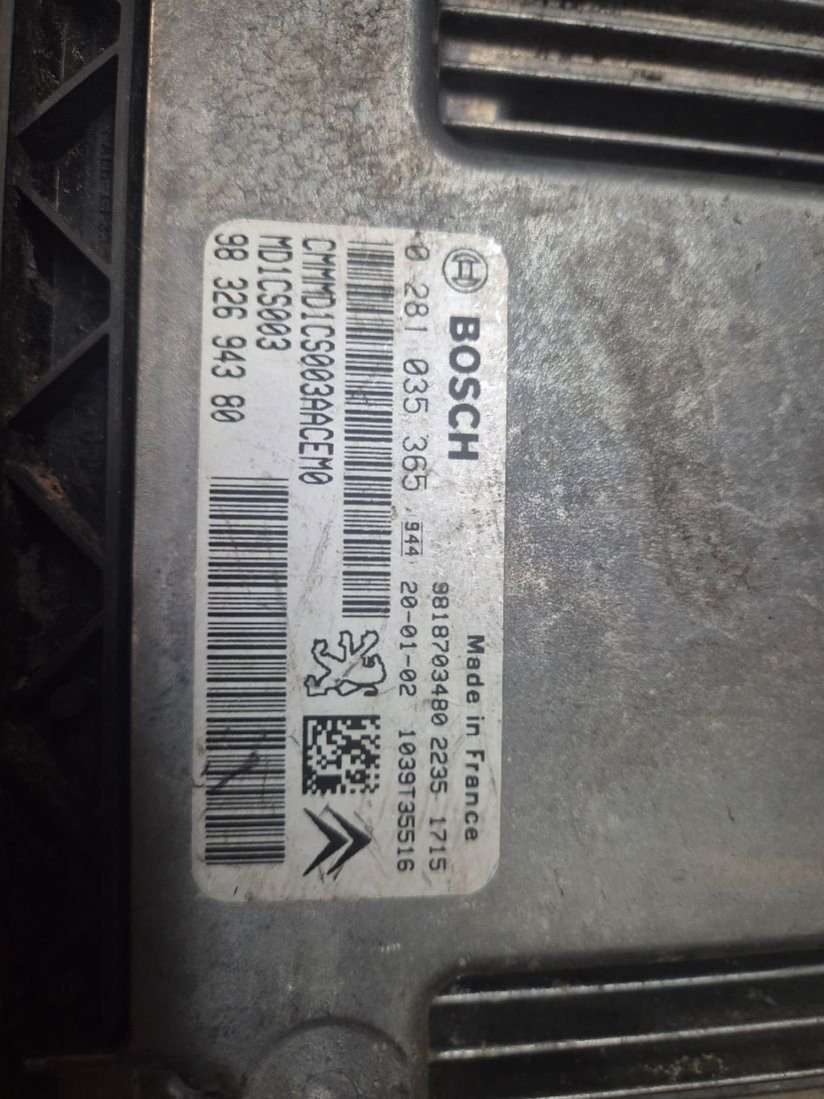 BOSCH
Made in France
9818703480 2235 1715
0 281 035 365
944 20-01-02 1039T35516
CMMMD1CS003AACEM0
MD1CS003
98 326 943 80